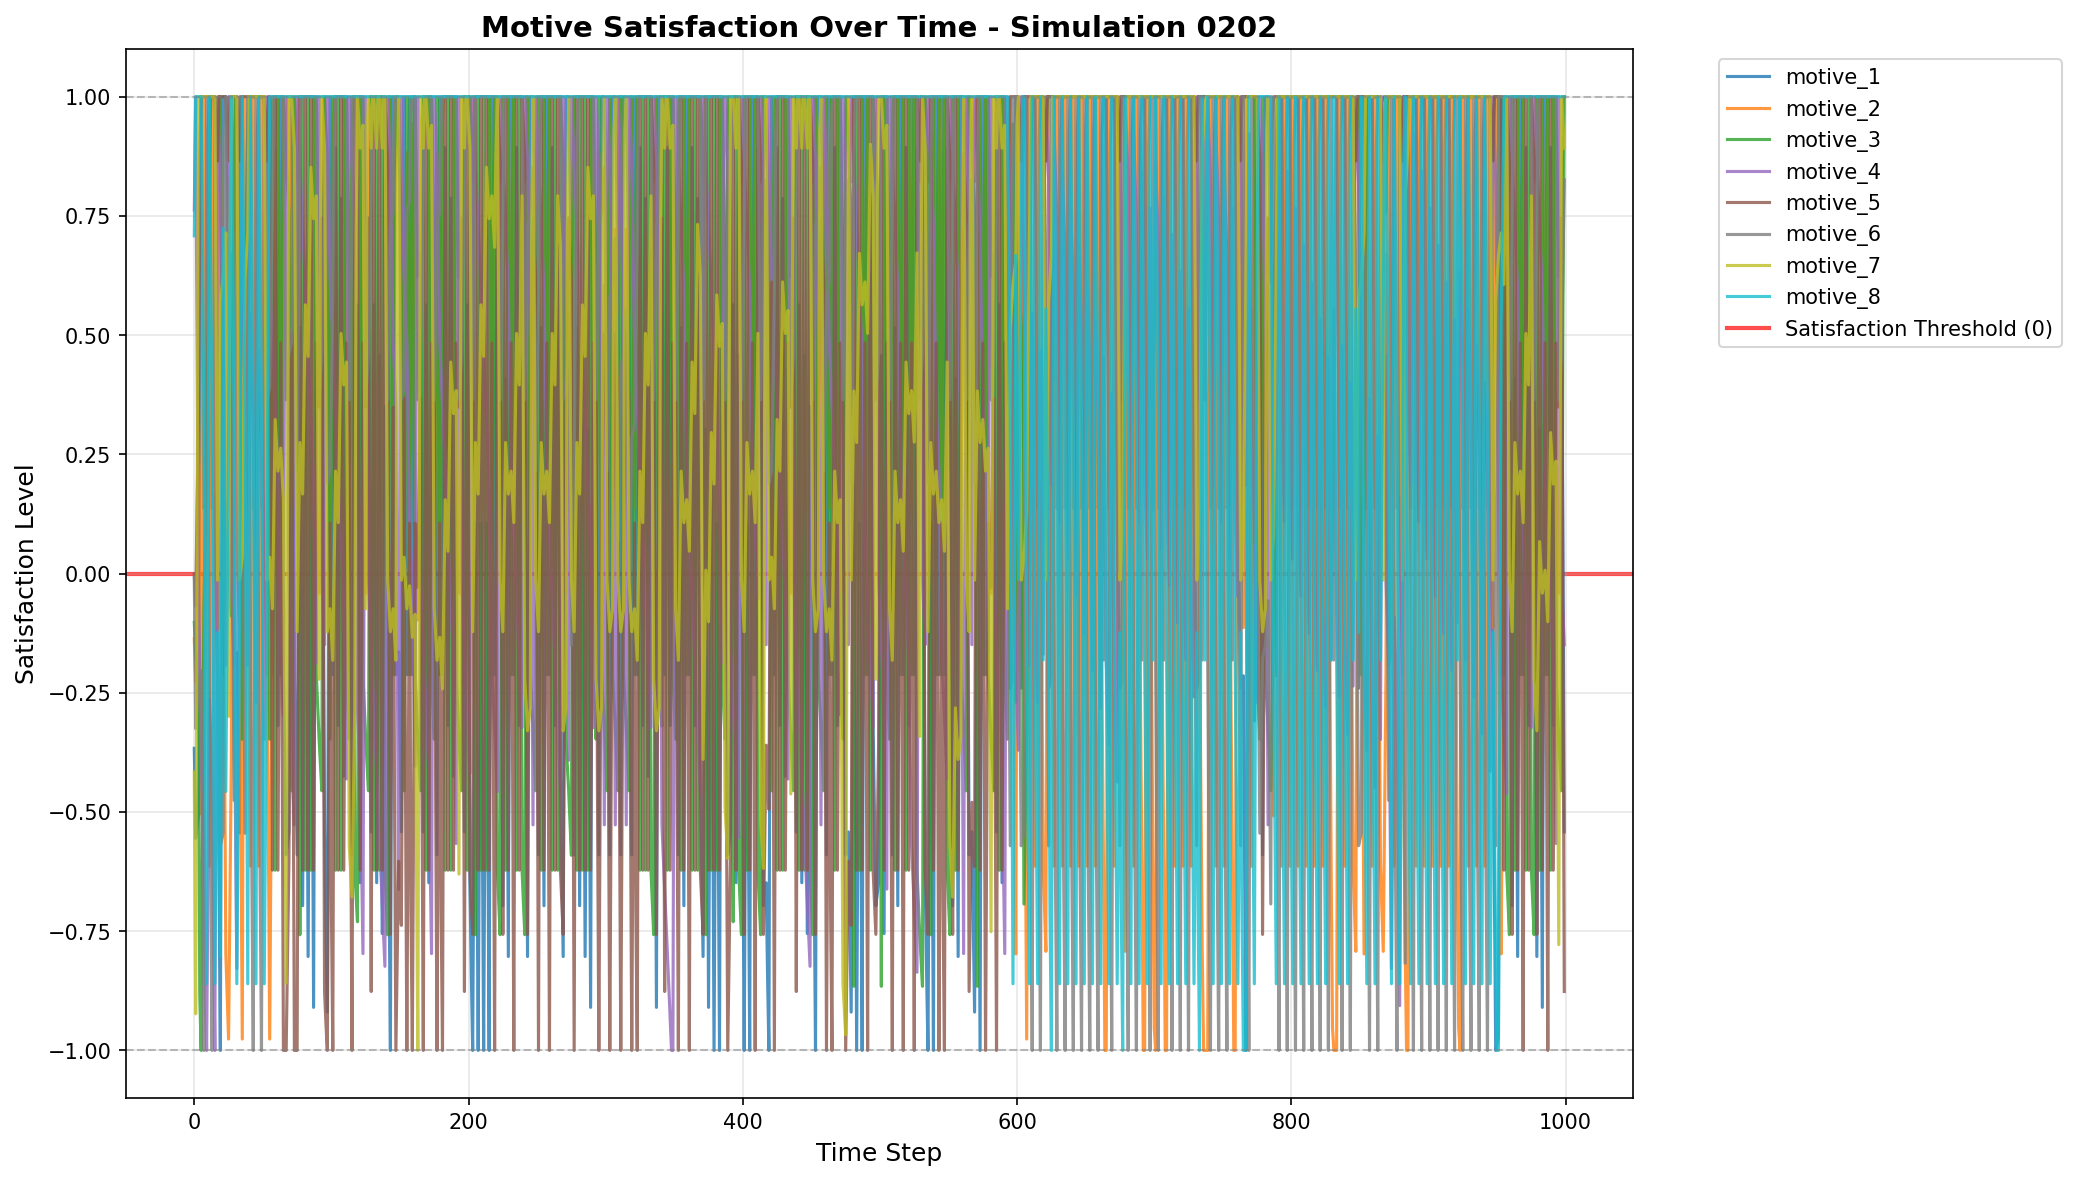 Motive Satisfaction Over Time - Simulation 0202
1.00
0.75
0.50
0.25
0.00
−0.25
−0.50
−0.75
−1.00
Satisfaction Level
0
200
400
600
800
1000
Time Step
motive_1
motive_2
motive_3
motive_4
motive_5
motive_6
motive_7
motive_8
Satisfaction Threshold (0)